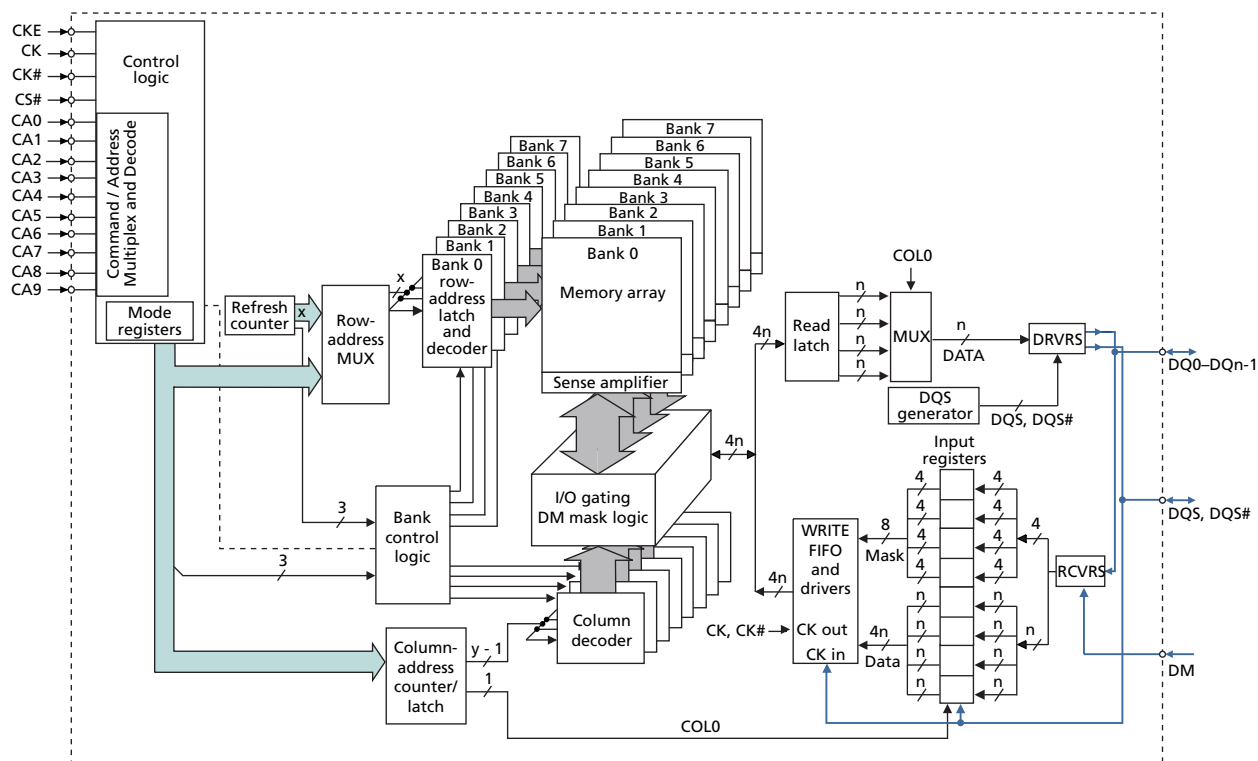 CKE
CK
CK#
CS#
CA0
CA1
CA2
CA3
CA4
CA5
CA6
CA7
CA8
CA9
Control
logic
Command / Address
Multiplex and Decode
Mode
registers
Refresh
counter
x
Row-
address
MUX
x
Bank 7
Bank 6
Bank 5
Bank 4
Bank 3
Bank 2
Bank 1
Bank 0
row-
address
latch
and
decoder
Bank 7
Bank 6
Bank 5
Bank 4
Bank 3
Bank 2
Bank 1
Bank 0
Memory array
Sense amplifier
3
3
Bank
control
logic
I/O gating
DM mask logic
Column
decoder
Column-
address
counter/
latch
y - 1
1
COL0
4n
4n
4n
Read
latch
n
n
n
n
COL0
MUX
n
DATA
DRVRS
DQS
generator
DQS, DQS#
DQ0–DQn-1
DQS, DQS#
DM
Input
registers
4
4
4
4
4
4
4
4
4
n
n
n
n
n
n
n
n
n
RCVRS
WRITE
FIFO
and
drivers
CK out
CK in
CK, CK#
8
Mask
4n
Data